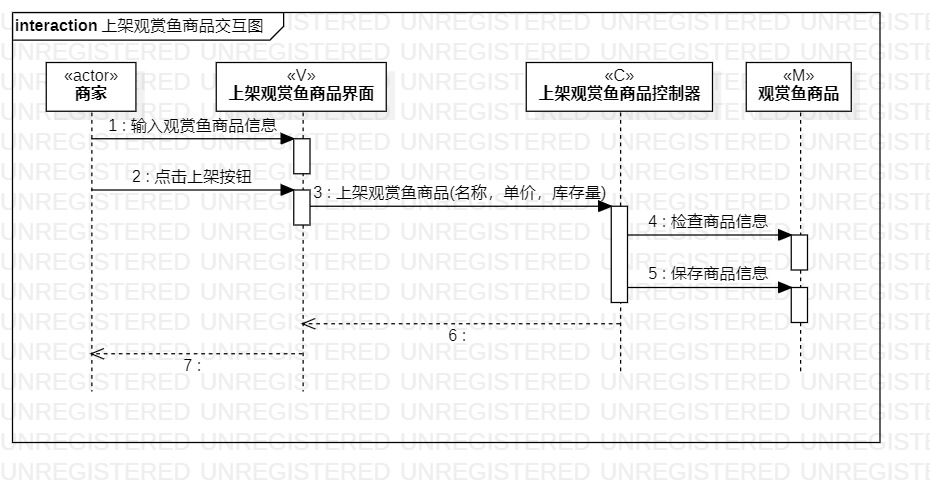 interaction 上架观赏鱼商品交互图
«actor»
商家
«V»
上架观赏鱼商品界面
«C»
上架观赏鱼商品控制器
«M»
观赏鱼商品
1 : 输入观赏鱼商品信息
2 : 点击上架按钮
3 : 上架观赏鱼商品(名称，单价，库存量)
4 : 检查商品信息
5 : 保存商品信息
6 :
7 :
UNREGISTERED UNREGISTERED UNREGISTERED UNREGISTERED UNREGISTE